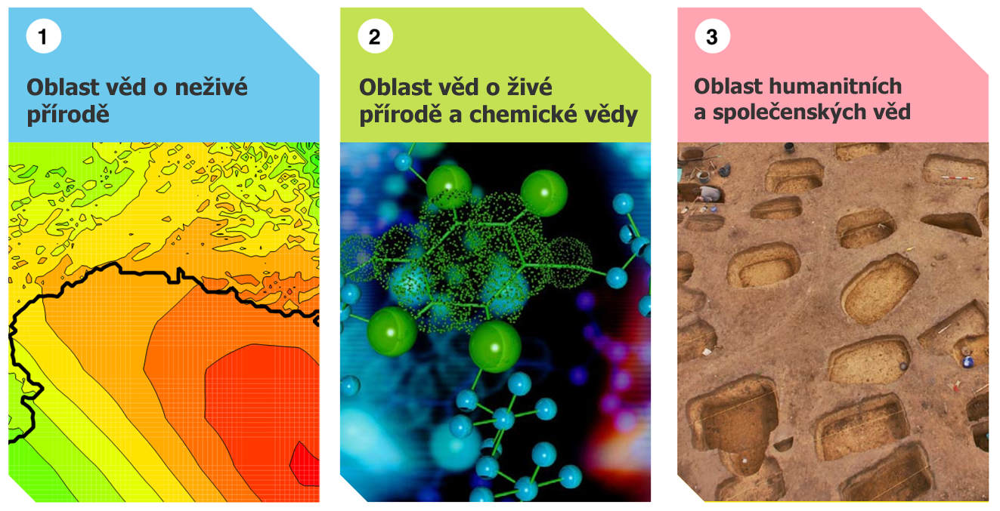 1
Oblast věd o neživé
přírodě
2
Oblast věd o živé
přírodě a chemické vědy
3
Oblast humanitních
a společenských věd